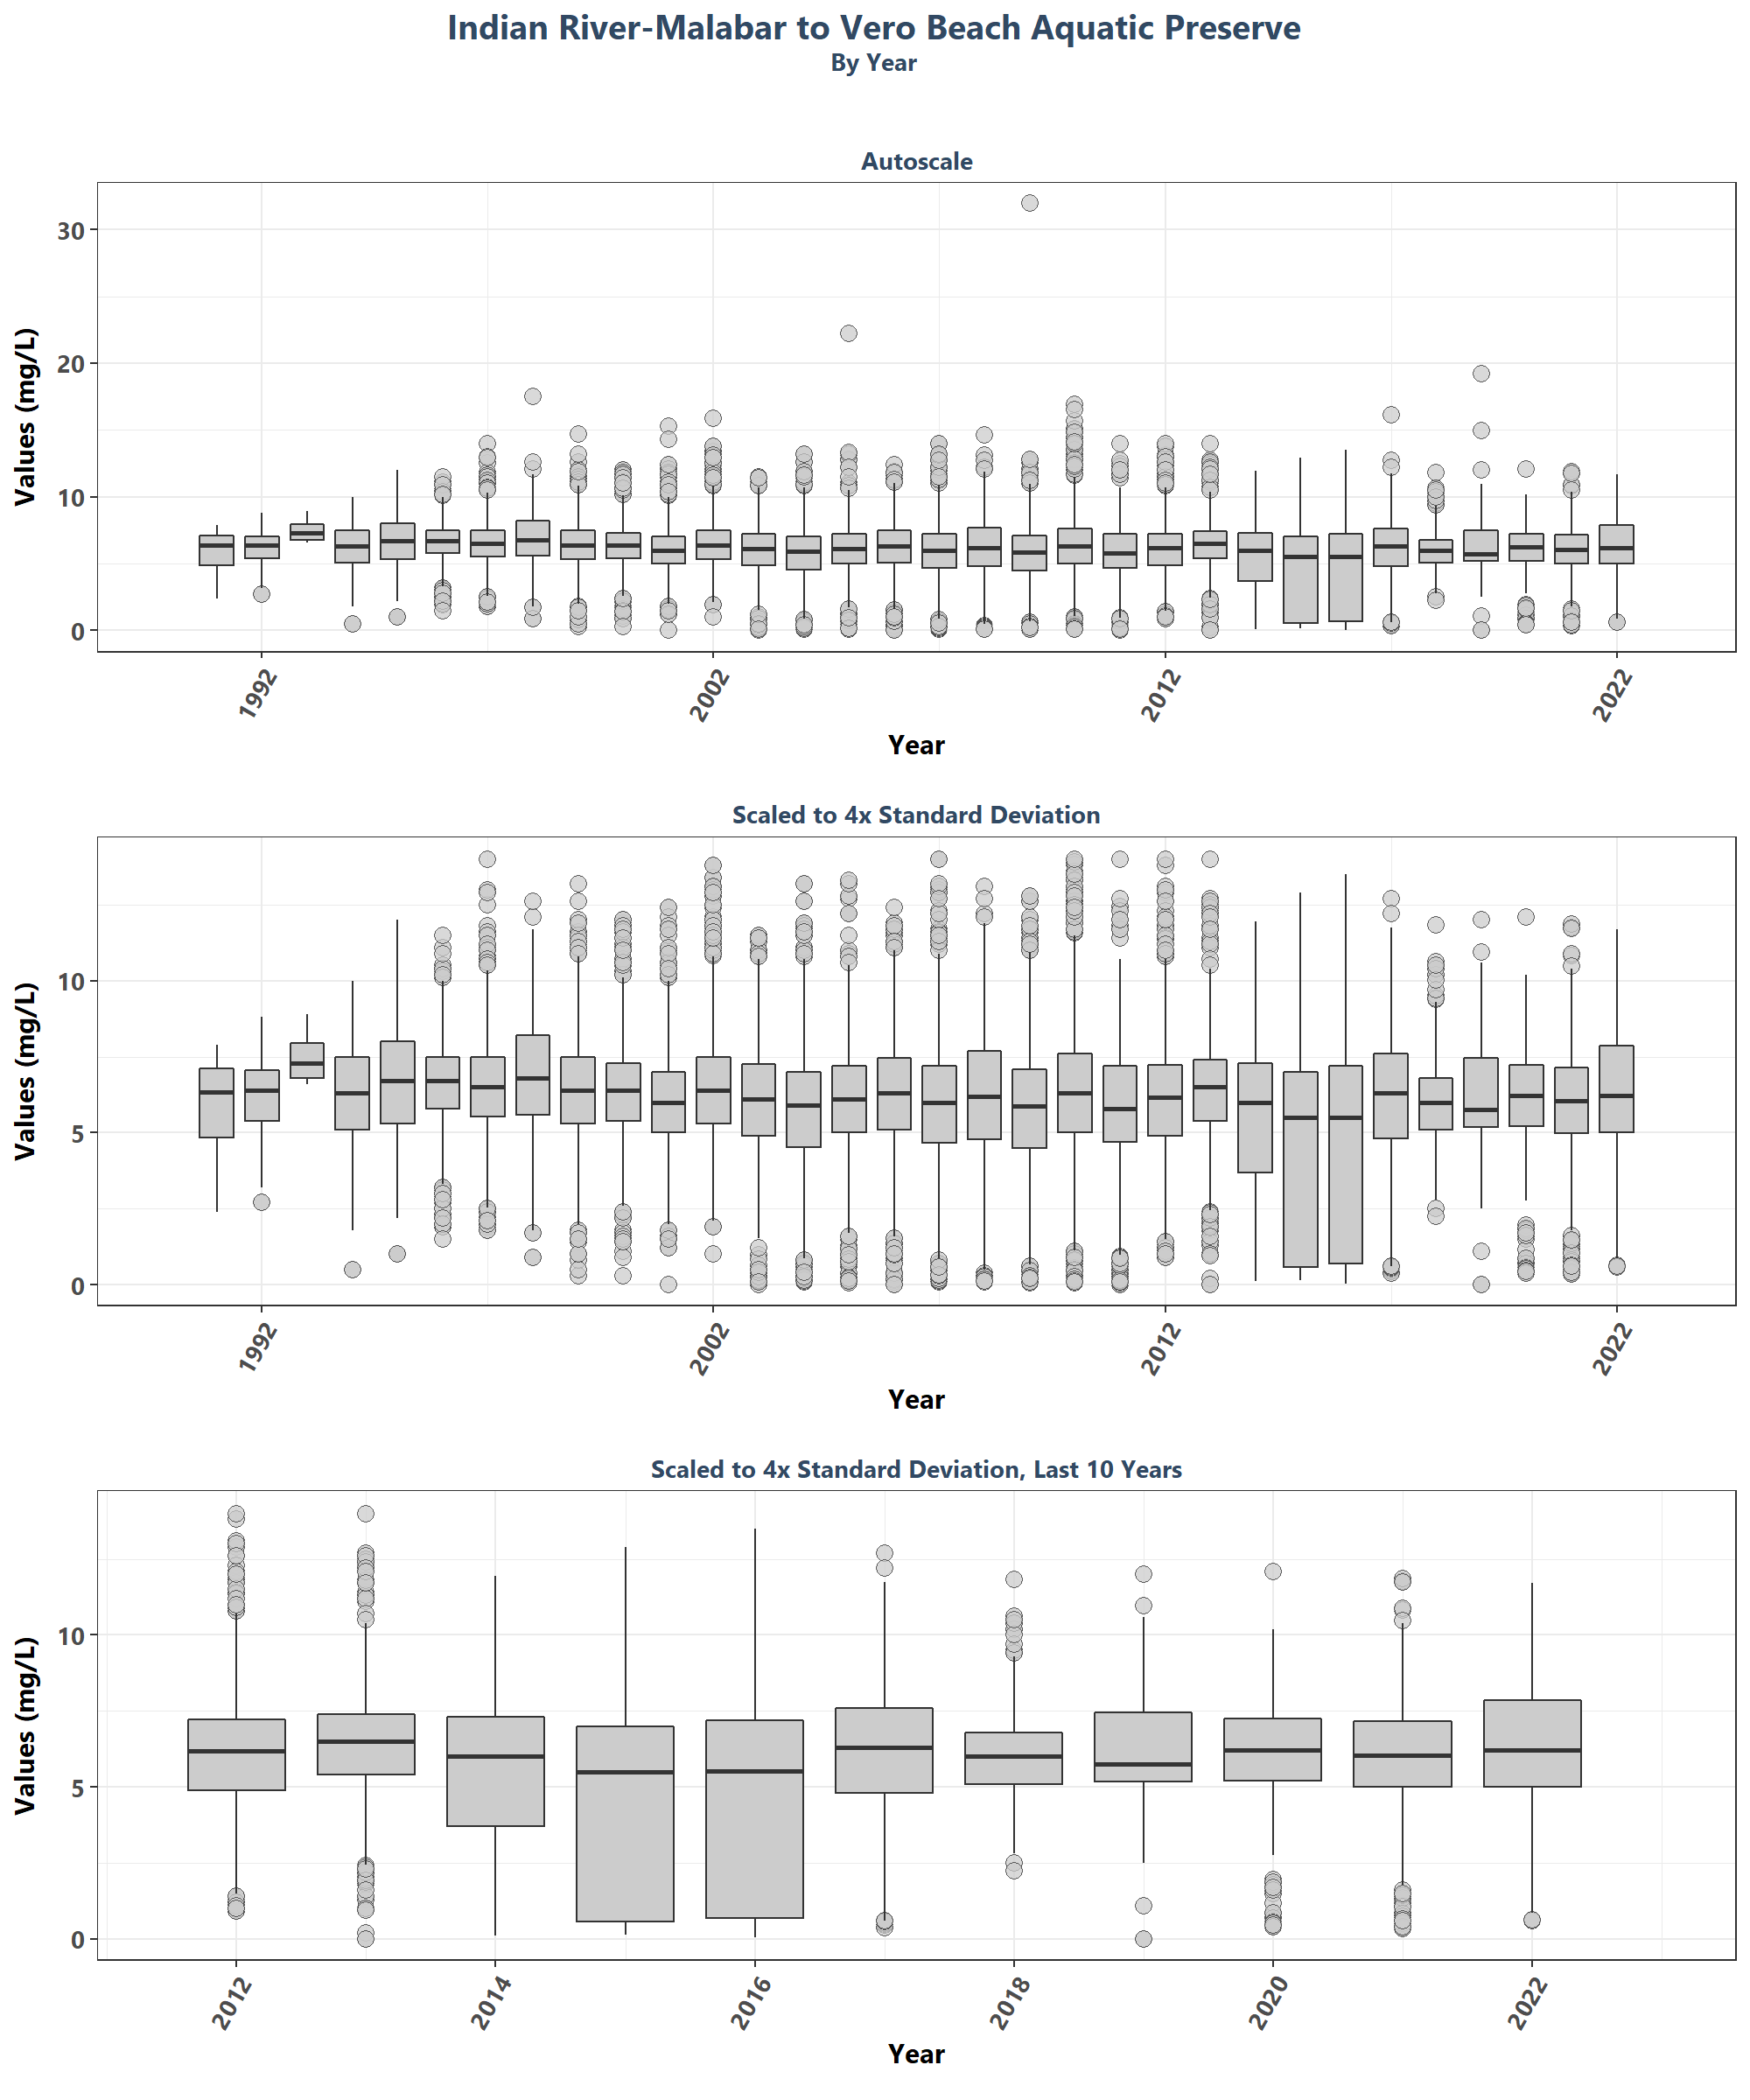 Indian River-Malabar to Vero Beach Aquatic Preserve
By Year
Autoscale
Values (mg/L)
30
20
10
0
1992
2002
2012
2022
Year
Scaled to 4x Standard Deviation
Values (mg/L)
10
5
0
1992
2002
2012
2022
Year
Scaled to 4x Standard Deviation, Last 10 Years
Values (mg/L)
10
5
0
2012
2014
2016
2018
2020
2022
Year